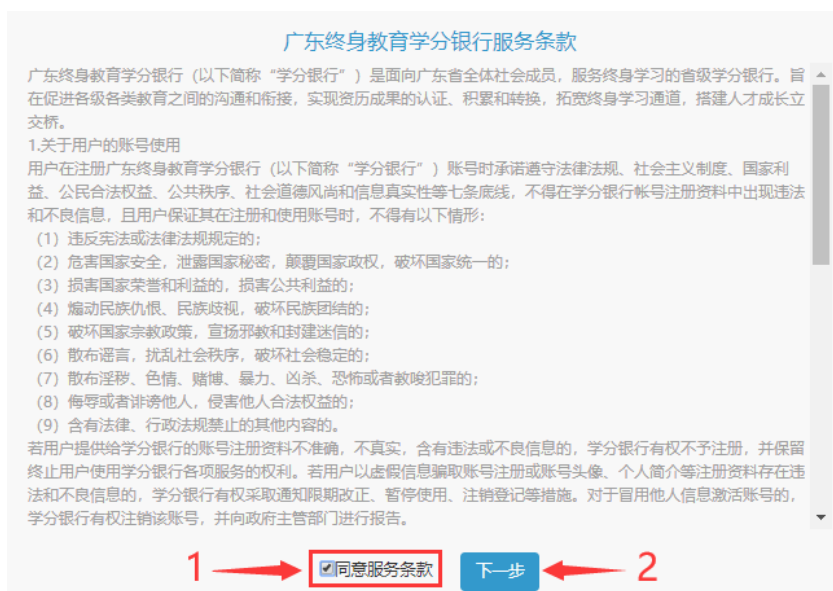 广东终身教育学分银行服务条款
广东终身教育学分银行（以下简称“学分银行”）是面向广东省全体社会成员，服务终身学习的省级学分银行。旨
在促进各级各类教育之间的沟通和衔接，实现资历成果的认证、积累和转换，拓宽终身学习通道，搭建人才成长立
交桥。
1.关于用户的账号使用
用户在注册广东终身教育学分银行（以下简称“学分银行”）账号时承诺遵守法律法规、社会主义制度、国家利
益、公民合法权益、公共秩序、社会道德风尚和信息真实性等七条底线，不得在学分银行帐号注册资料中出现违法
和不良信息，且用户保证其在注册和使用账号时，不得有以下情形：
（1）违反宪法或法律法规规定的；
（2）危害国家安全，泄露国家秘密，颠覆国家政权，破坏国家统一的；
（3）损害国家荣誉和利益的，损害公共利益的；
（4）煽动民族仇恨、民族歧视，破坏民族团结的；
（5）破坏国家宗教政策，宣扬邪教和封建迷信的；
（6）散布谣言，扰乱社会秩序，破坏社会稳定的；
（7）散布淫秽、色情、赌博、暴力、凶杀、恐怖或者教唆犯罪的；
（8）侮辱或者诽谤他人，侵害他人合法权益的；
（9）含有法律、行政法规禁止的其他内容的。
若用户提供给学分银行的账号注册资料不准确，不真实，含有违法或不良信息的，学分银行有权不予注册，并保留
终止用户使用学分银行各项服务的权利。若用户以虚假信息骗取账号注册或账号头像、个人简介等注册资料存在违
法和不良信息的，学分银行有权采取通知限期改正、暂停使用、注销登记等措施。对于冒用他人信息激活账号的，
学分银行有权注销该账号，并向政府主管部门进行报告。
1 同意服务条款 下一步 2